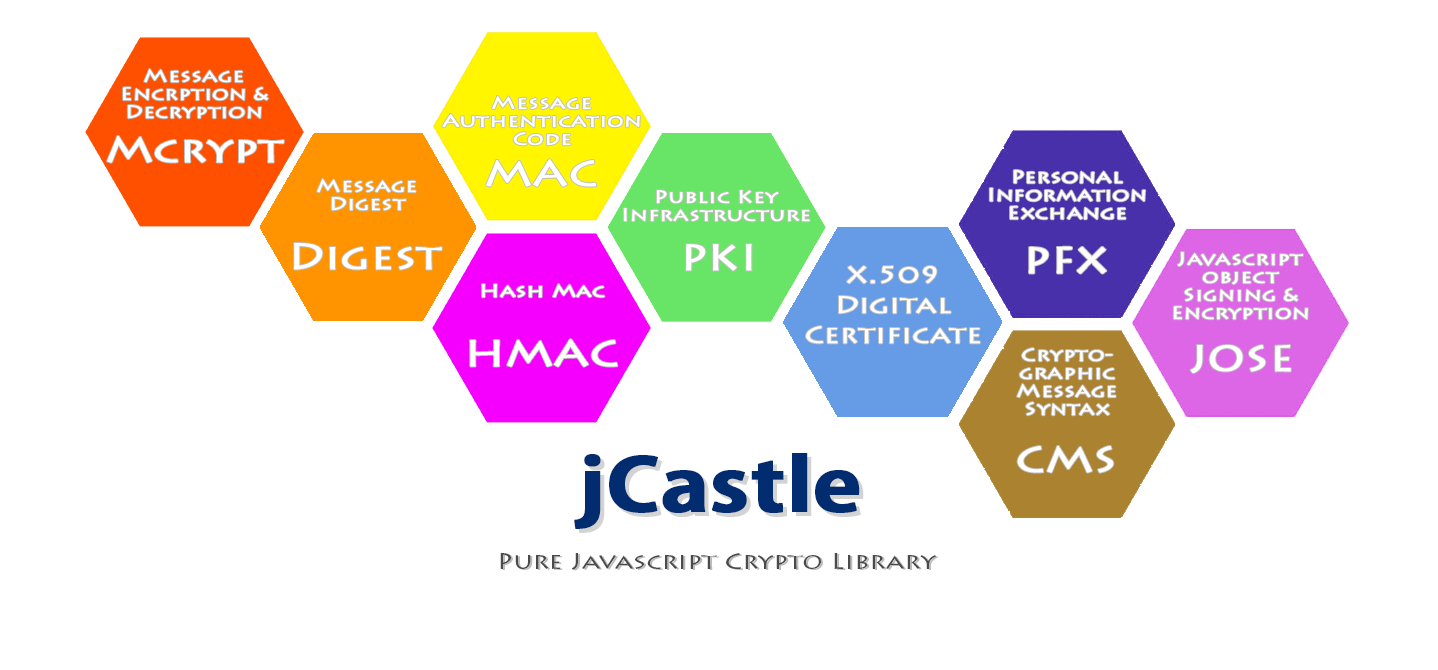 Message
Encrption &
Decryption
Mcrypt
Message
Digest
Digest
Message
Authentication
Code
MAC
Hash Mac
HMAC
Public Key
Infrastructure
PKI
X.509
Digital
Certificate
Personal
Information
Exchange
PFX
Crypto-
graphic
Message
Syntax
CMS
Javascript
object
Signing &
Encryption
JOSE
jCastle
Pure Javascript Crypto Library